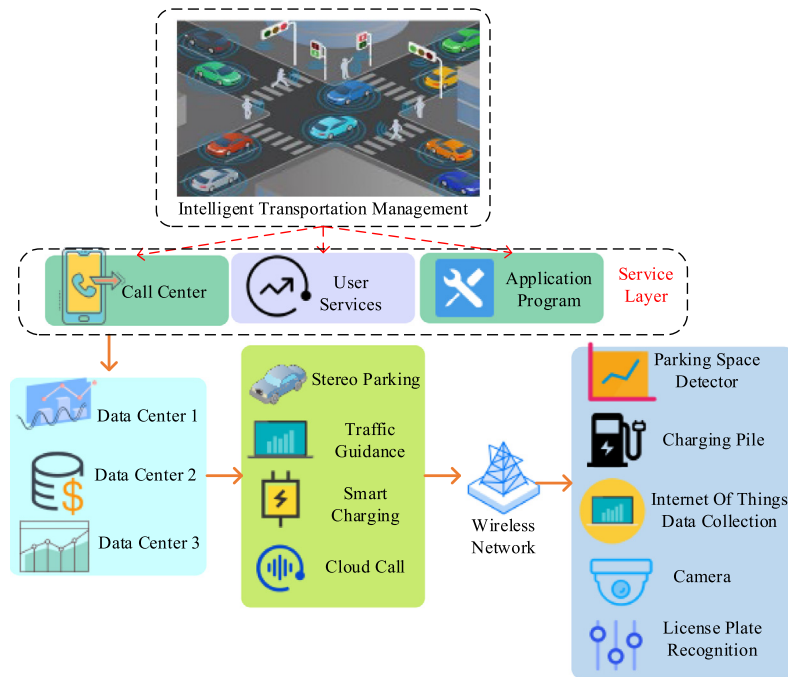 Intelligent Transportation Management
Call Center
User
Services
Application
Program
Service
Layer
Data Center 1
Data Center 2
Data Center 3
Stereo Parking
Traffic
Guidance
Smart
Charging
Cloud Call
Wireless
Network
Parking Space
Detector
Charging Pile
Internet Of Things
Data Collection
Camera
License Plate
Recognition